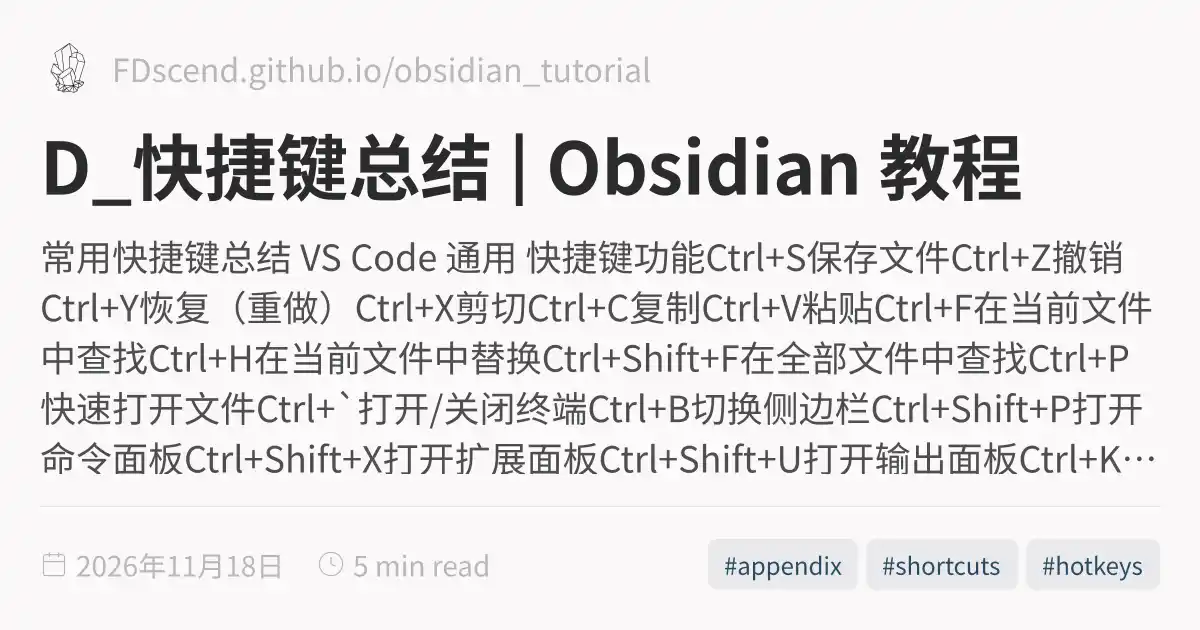 FDscend.github.io/obsidian_tutorial
D_快捷键总结 | Obsidian 教程
常用快捷键总结 VS Code 通用 快捷键功能Ctrl+S保存文件Ctrl+Z撤销
Ctrl+Y恢复（重做）Ctrl+X剪切Ctrl+C复制Ctrl+V粘贴Ctrl+F在当前文件
中查找Ctrl+H在当前文件中替换Ctrl+Shift+F在全部文件中查找Ctrl+P
快速打开文件Ctrl+`打开/关闭终端Ctrl+B切换侧边栏Ctrl+Shift+P打开
命令面板Ctrl+Shift+X打开扩展面板Ctrl+Shift+U打开输出面板Ctrl+K…
2026年11月18日 5 min read #appendix #shortcuts #hotkeys